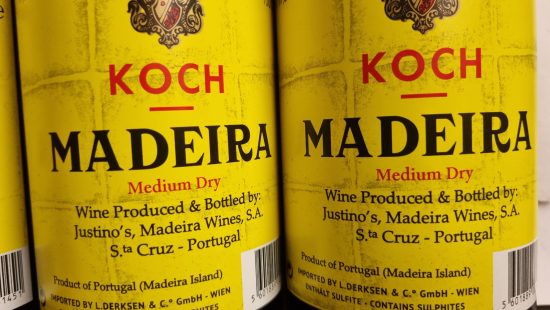 KOCH
MADEIRA
Medium Dry
Wine Produced & Bottled by:
Justino's, Madeira Wines, S.A.
S.ta Cruz - Portugal
Product of Portugal (Madeira Island)
IMPORTED BY L.DERKSEN & C.º GmbH - WIEN
1451
KOCH
MADEIRA
Medium Dry
Wine Produced & Bottled by:
Justino's, Madeira Wines, S.A.
S.ta Cruz - Portugal
Product of Portugal (Madeira Island)
IMPORTED BY L.DERKSEN & C.º GmbH - WIEN
ENTHÄLT SULFITE · CONTAINS SULPHITES